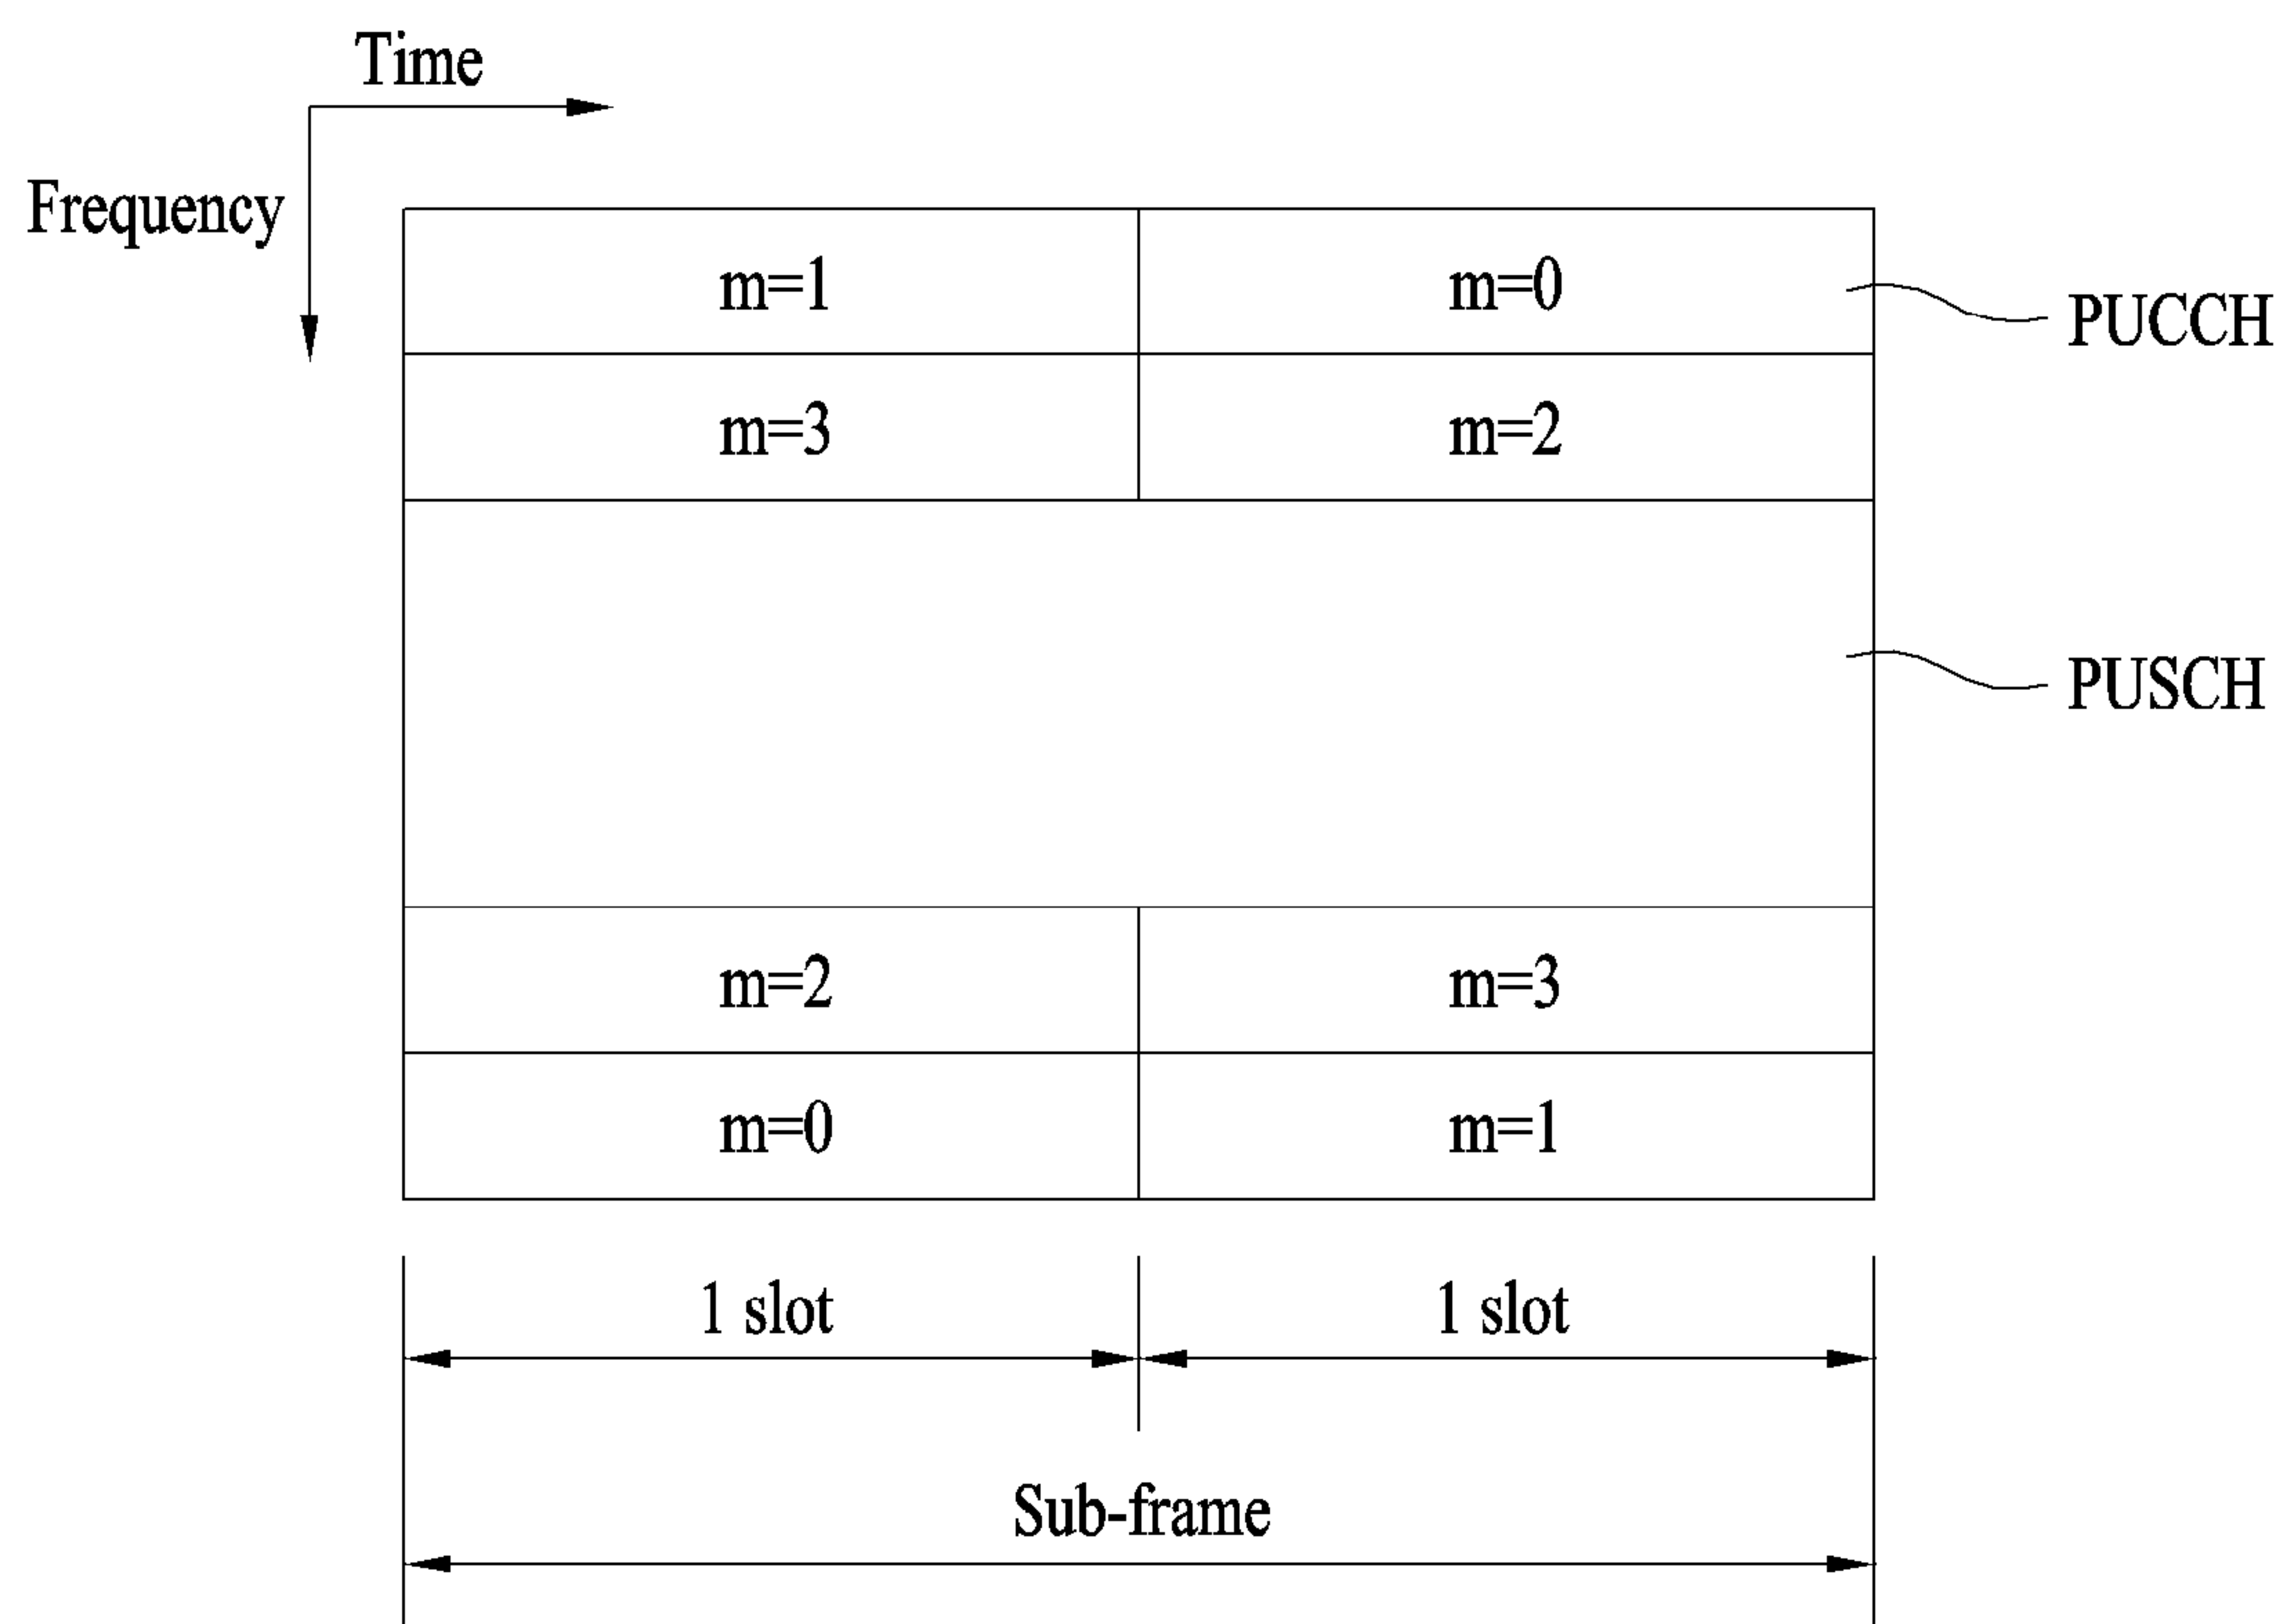 Time
Frequency
m=1 m=0
PUCCH
m=3 m=2
PUSCH
m=2 m=3
m=0 m=1
1 slot 1 slot
Sub-frame